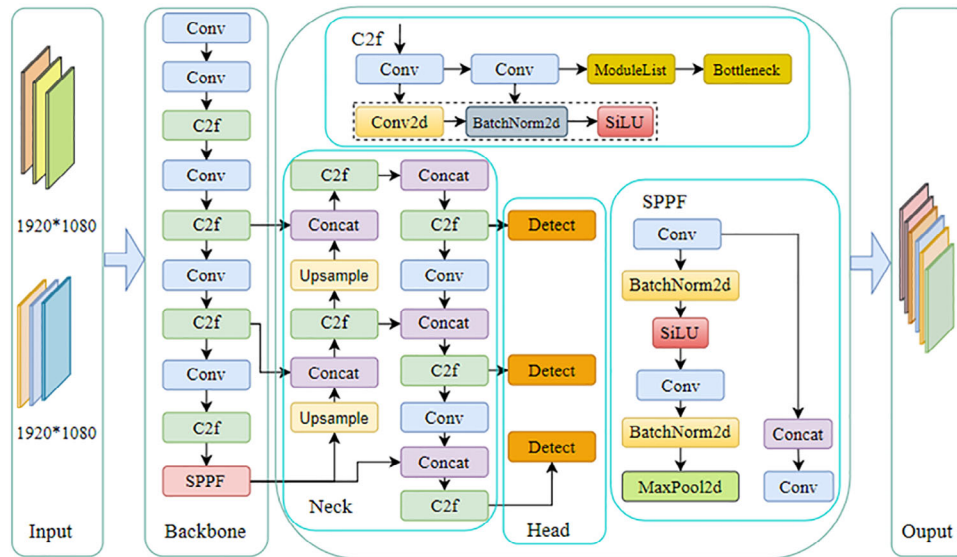 1920*1080
1920*1080
Input
Conv
Conv
C2f
Conv
C2f
Conv
C2f
Conv
C2f
SPPF
Backbone
C2f
Conv
Conv
ModuleList
Bottleneck
Conv2d
BatchNorm2d
SiLU
C2f
Concat
Concat
C2f
Upsample
Conv
C2f
Concat
Concat
C2f
Upsample
Conv
Concat
C2f
Neck
Detect
Detect
Detect
Head
SPPF
Conv
BatchNorm2d
SiLU
Conv
BatchNorm2d
Concat
MaxPool2d
Conv
Ouput